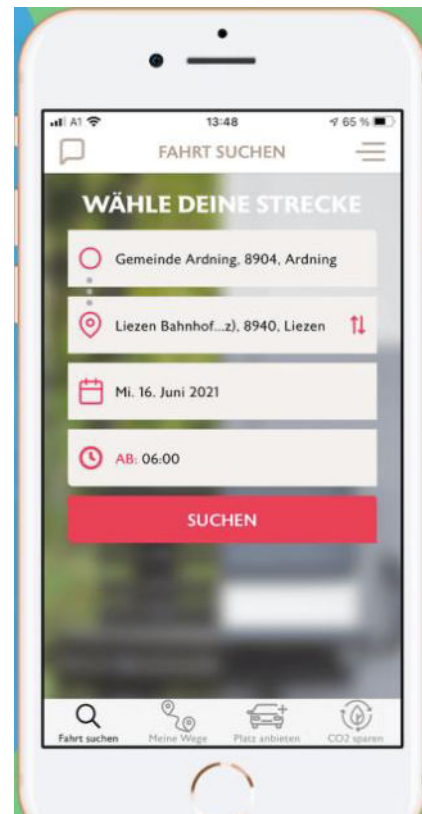 A1
13:48
65 %
FAHRT SUCHEN
WÄHLE DEINE STRECKE
Gemeinde Ardning, 8904, Ardning
Liezen Bahnhof...z), 8940, Liezen
Mi. 16. Juni 2021
AB: 06:00
SUCHEN
Fahrt suchen
Meine Wege
Platz anbieten
CO2 sparen